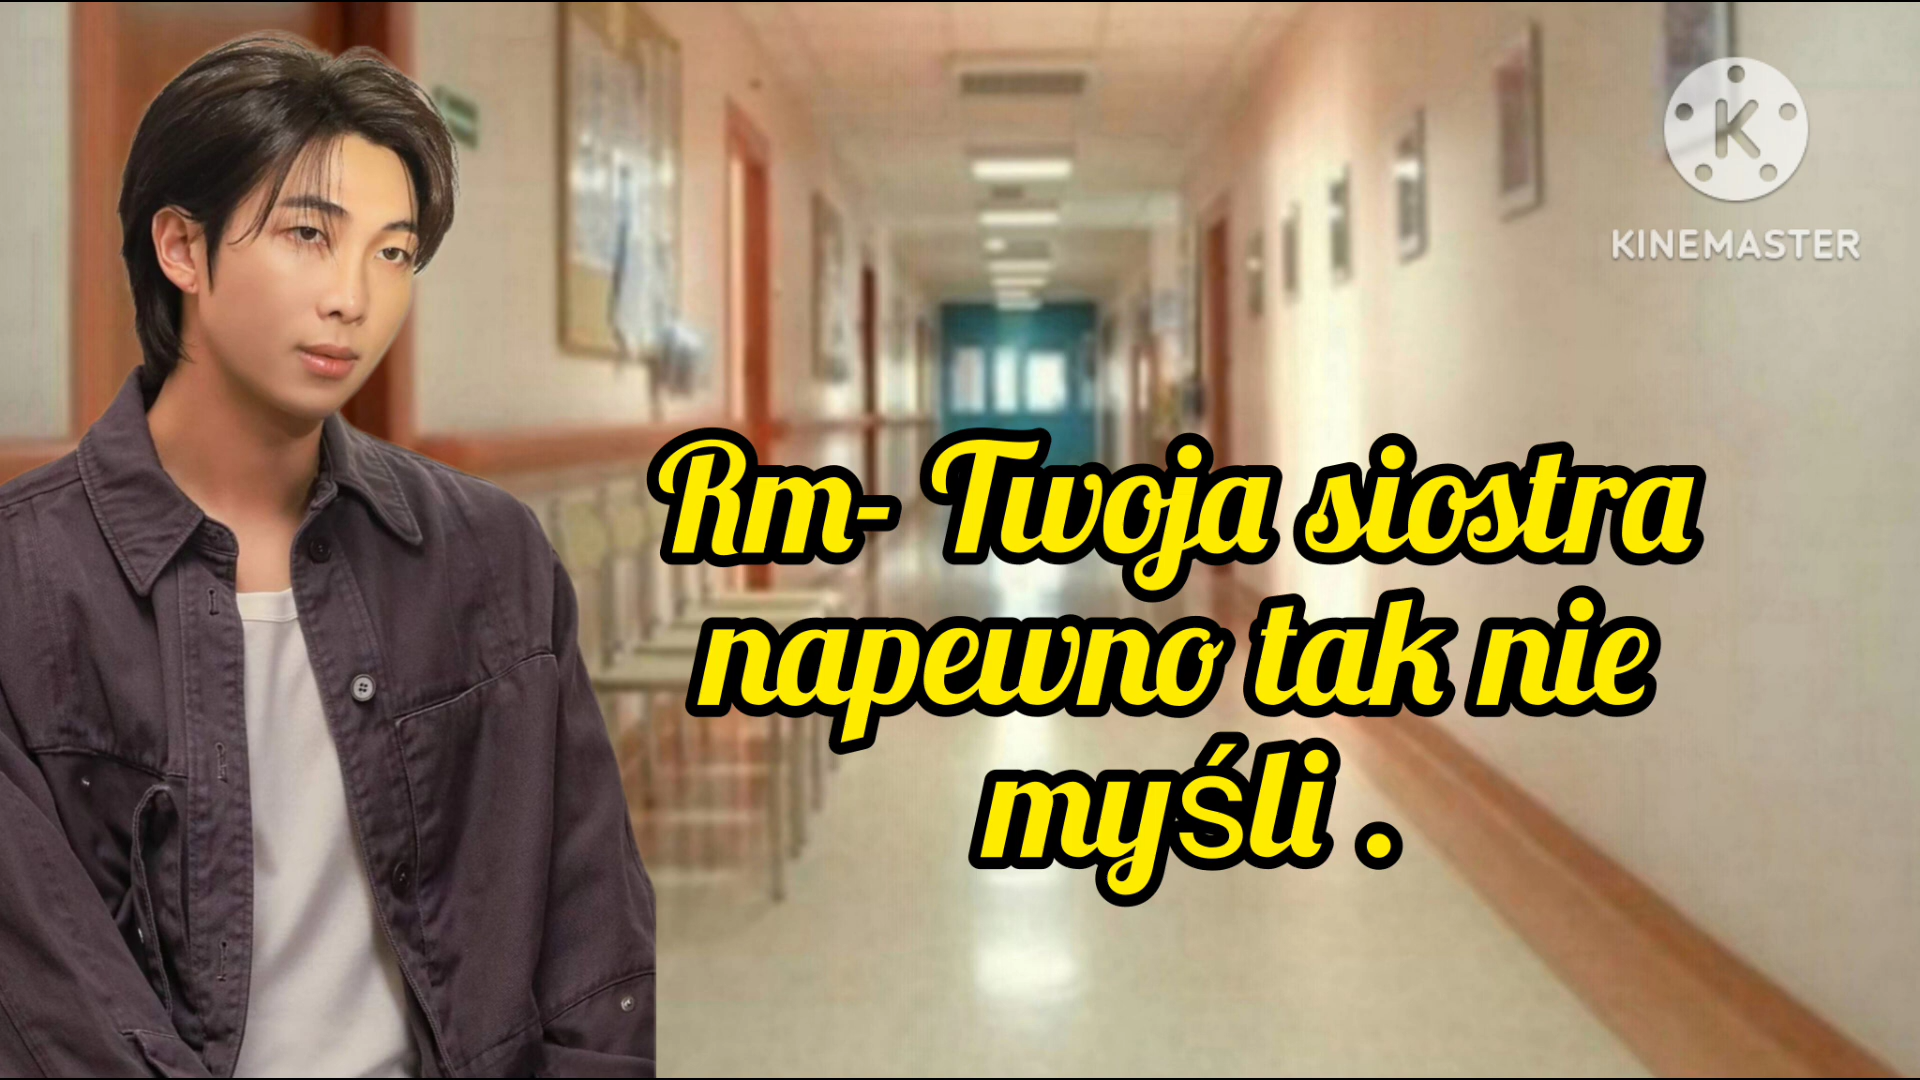 K
KINEMASTER
Rm- Twoja siostra
napewno tak nie
myśli .